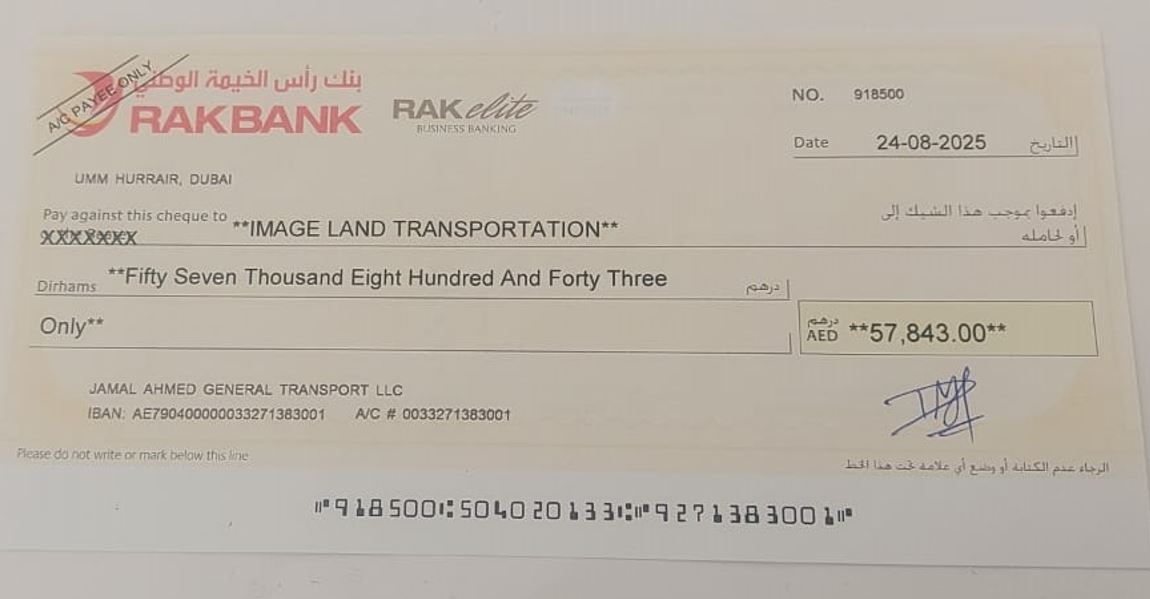 A/C PAYEE ONLY
بنك رأس الخيمة الوطني
RAKBANK
RAKelite
BUSINESS BANKING
NO. 918500
Date 24-08-2025 التاريخ
UMM HURRAIR, DUBAI
Pay against this cheque to **IMAGE LAND TRANSPORTATION** إدفعوا بموجب هذا الشيك إلى
XXXXXXX أو لحامله
Dirhams **Fifty Seven Thousand Eight Hundred And Forty Three درهم
Only**
درهم
AED **57,843.00**
JAMAL AHMED GENERAL TRANSPORT LLC
IBAN: AE790400000033271383001 A/C # 0033271383001
Please do not write or mark below this line
الرجاء عدم الكتابة أو وضع أي علامة تحت هذا الخط
⑈918500⑆504020133⑆⑈9271383001⑈